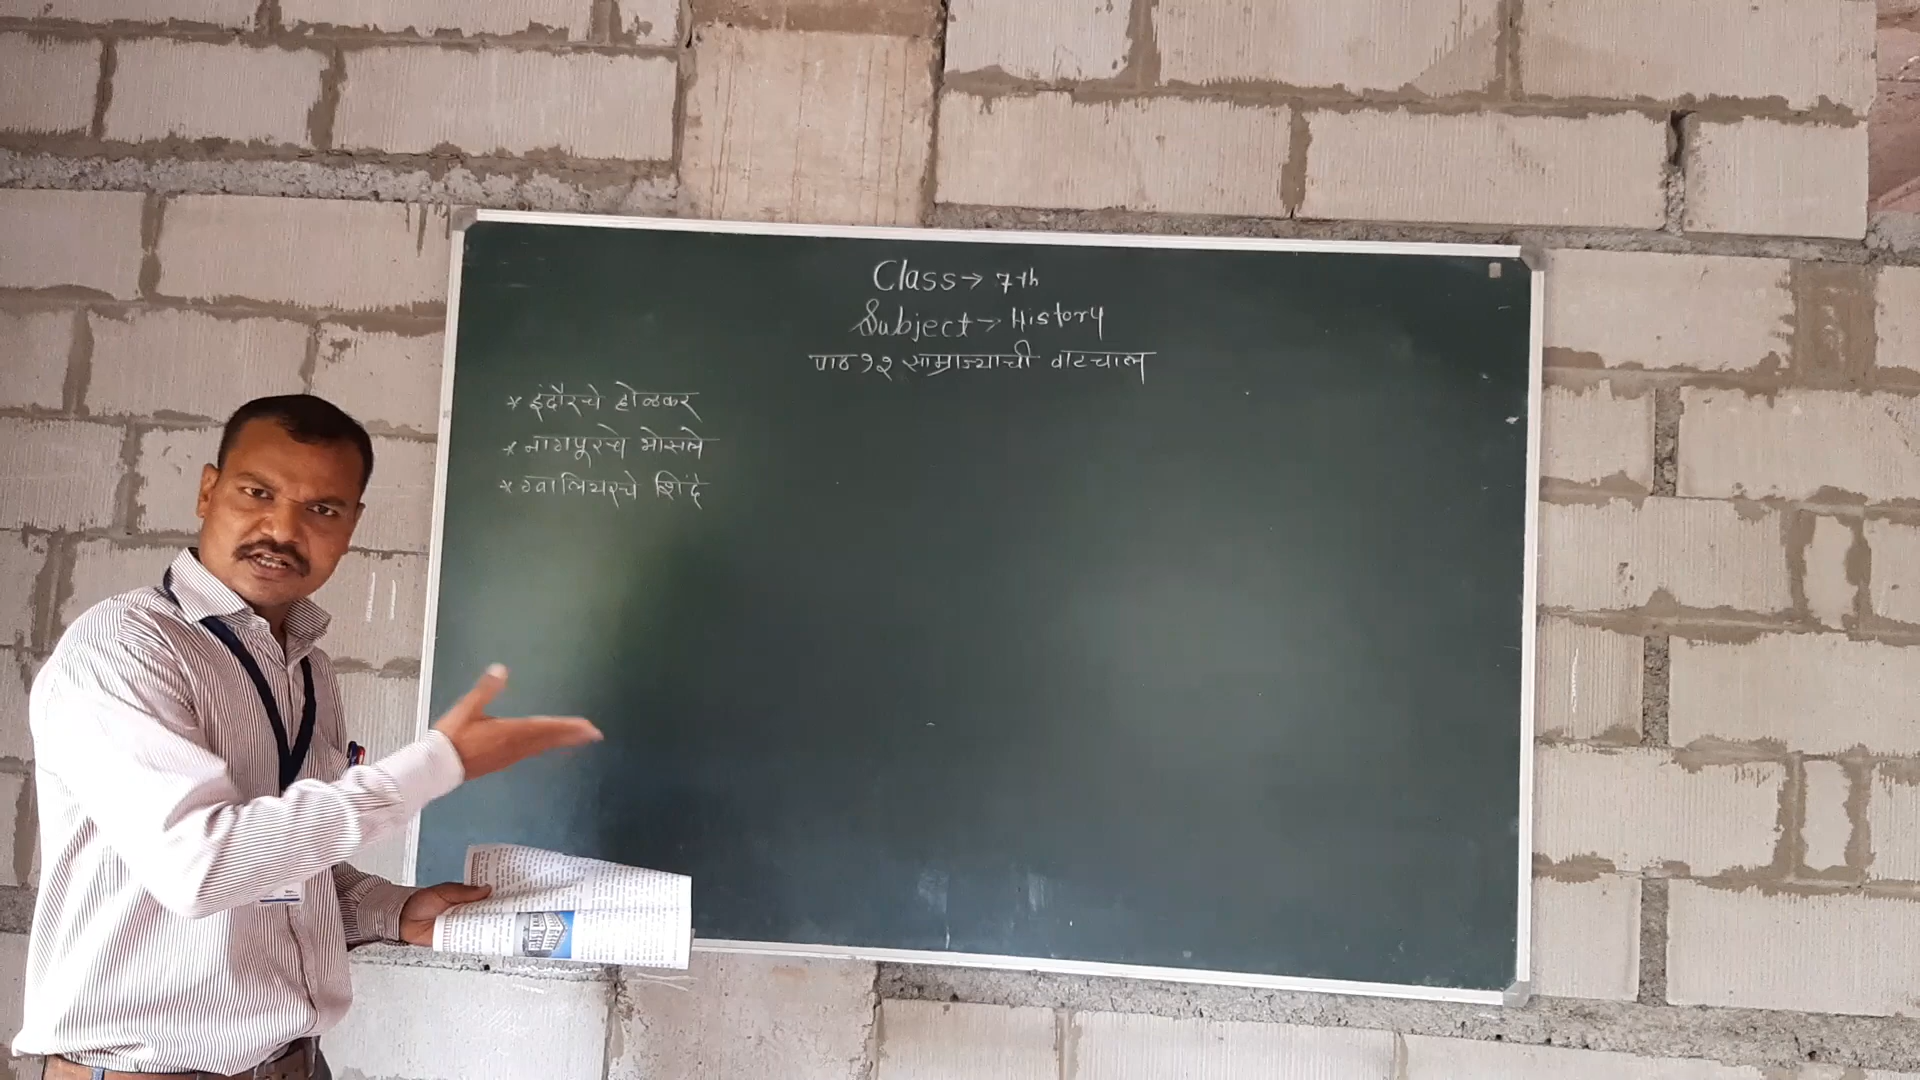 Class → 7th
Subject → History
पाठ १२ साम्राज्याची वाटचाल
* इंदौरचे होळकर
* नागपूरचे भोसले
* ग्वालियरचे शिंदे